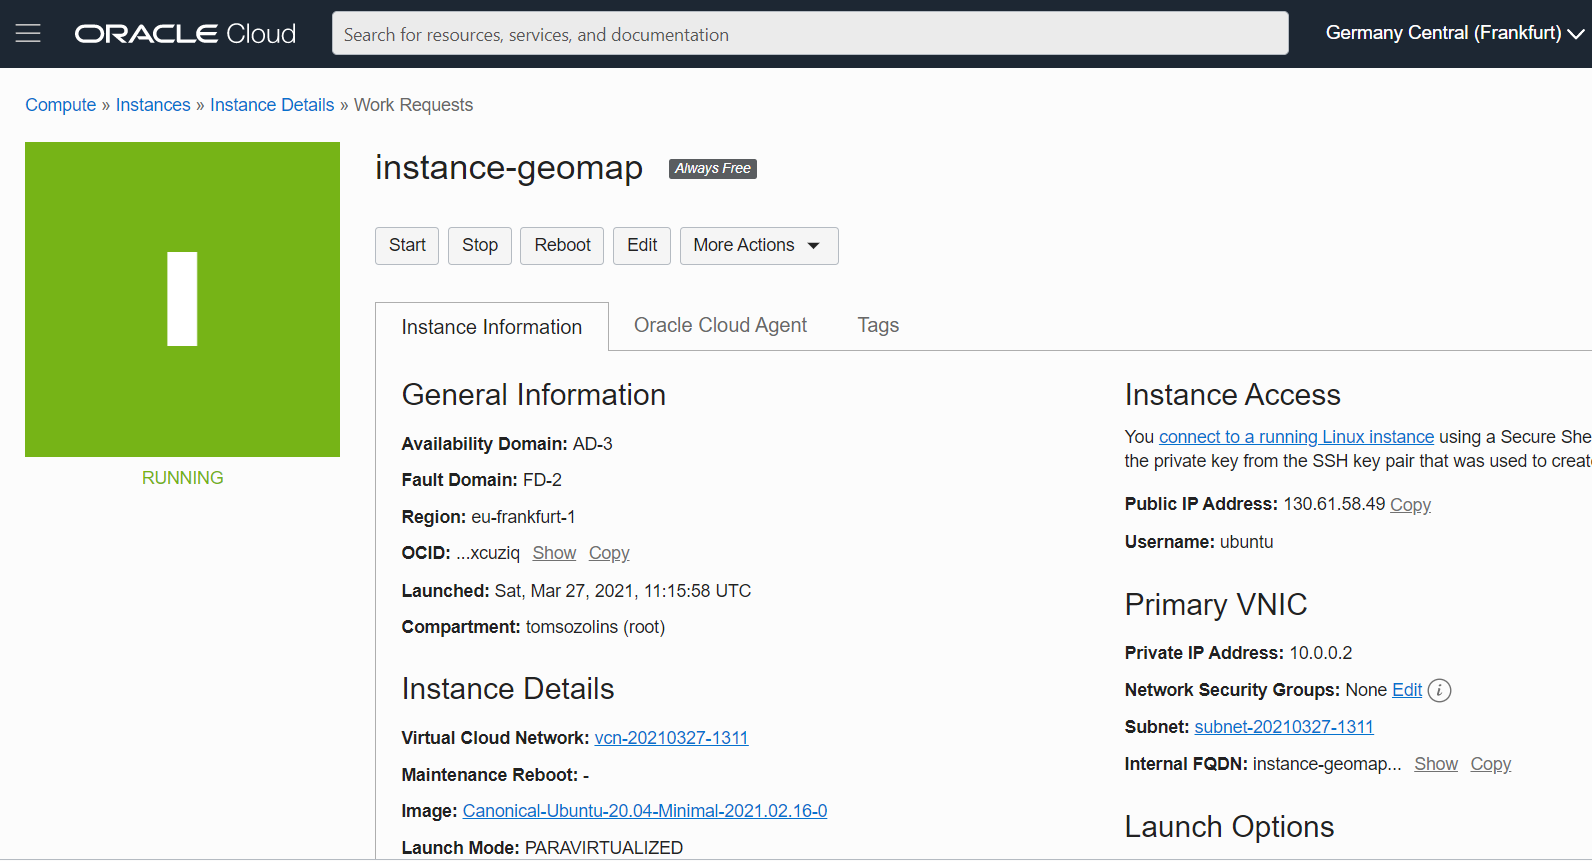 ORACLE Cloud
Search for resources, services, and documentation
Germany Central (Frankfurt)
Compute » Instances » Instance Details » Work Requests
I
RUNNING
instance-geomap
Always Free
Start
Stop
Reboot
Edit
More Actions
Instance Information
Oracle Cloud Agent
Tags
General Information
Availability Domain: AD-3
Fault Domain: FD-2
Region: eu-frankfurt-1
OCID: ...xcuziq Show Copy
Launched: Sat, Mar 27, 2021, 11:15:58 UTC
Compartment: tomsozolins (root)
Instance Details
Virtual Cloud Network: vcn-20210327-1311
Maintenance Reboot: -
Image: Canonical-Ubuntu-20.04-Minimal-2021.02.16-0
Launch Mode: PARAVIRTUALIZED
Instance Access
You connect to a running Linux instance using a Secure She
the private key from the SSH key pair that was used to creat
Public IP Address: 130.61.58.49 Copy
Username: ubuntu
Primary VNIC
Private IP Address: 10.0.0.2
Network Security Groups: None Edit i
Subnet: subnet-20210327-1311
Internal FQDN: instance-geomap... Show Copy
Launch Options